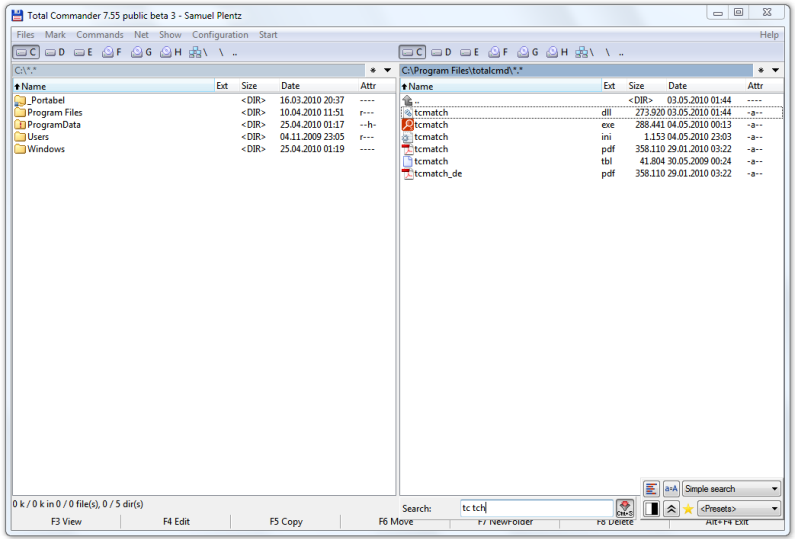 Total Commander 7.55 public beta 3 - Samuel Plentz
Files Mark Commands Net Show Configuration Start Help
C D E F G H \ .. C D E F G H \ ..
C:\*.* * C:\Program Files\totalcmd\*.* *
Name Ext Size Date Attr Name Ext Size Date Attr
_Portabel <DIR> 16.03.2010 20:37 ---- .. <DIR> 03.05.2010 01:44 ----
Program Files <DIR> 10.04.2010 11:51 r--- tcmatch dll 273.920 03.05.2010 01:44 -a--
ProgramData <DIR> 25.04.2010 01:17 --h- tcmatch exe 288.441 04.05.2010 00:13 -a--
Users <DIR> 04.11.2009 23:05 r--- tcmatch ini 1.153 04.05.2010 23:03 -a--
Windows <DIR> 25.04.2010 01:19 ---- tcmatch pdf 358.110 29.01.2010 03:22 -a--
tcmatch tbl 41.804 30.05.2009 00:24 -a--
tcmatch_de pdf 358.110 29.01.2010 03:22 -a--
a=A Simple search
0 k / 0 k in 0 / 0 file(s), 0 / 5 dir(s) Search: tc tch Ctrl+S <Presets>
F3 View F4 Edit F5 Copy F6 Move F7 NewFolder F8 Delete Alt+F4 Exit